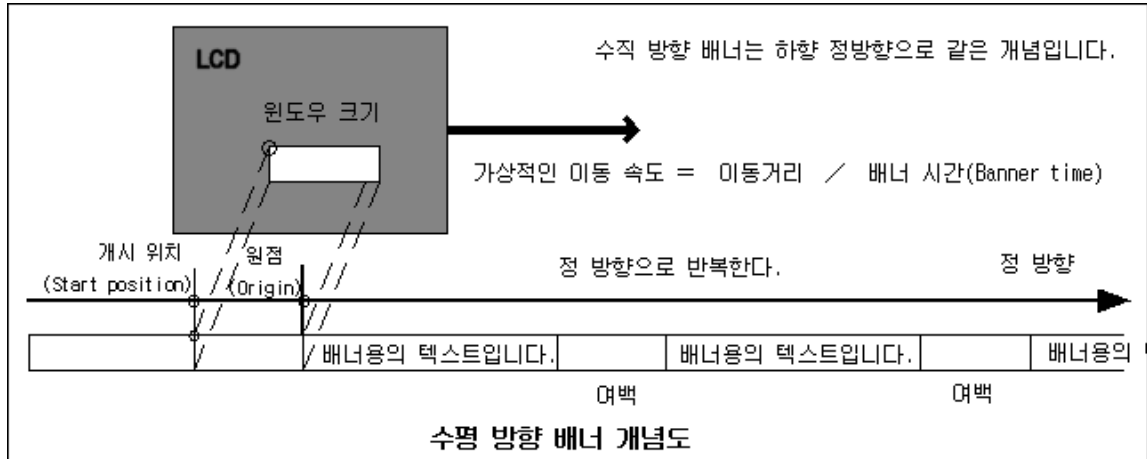 LCD
수직 방향 배너는 하향 정방향으로 같은 개념입니다.
윈도우 크기
가상적인 이동 속도 = 이동거리 / 배너 시간(Banner time)
개시 위치
(Start position)
원점
(Origin)
정 방향으로 반복한다.
정 방향
배너용의 텍스트입니다.
배너용의 텍스트입니다.
배너용의
여백
여백
수평 방향 배너 개념도